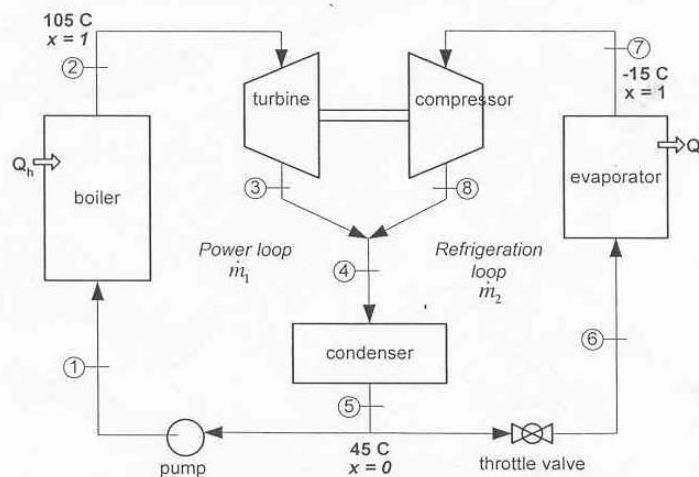 105 C
x = 1
2
7
-15 C
x = 1
turbine
compressor
Qh
boiler
evaporator
Q
3
8
Power loop
ṁ1
Refrigeration
loop
ṁ2
4
condenser
1
6
5
45 C
x = 0
pump
throttle valve